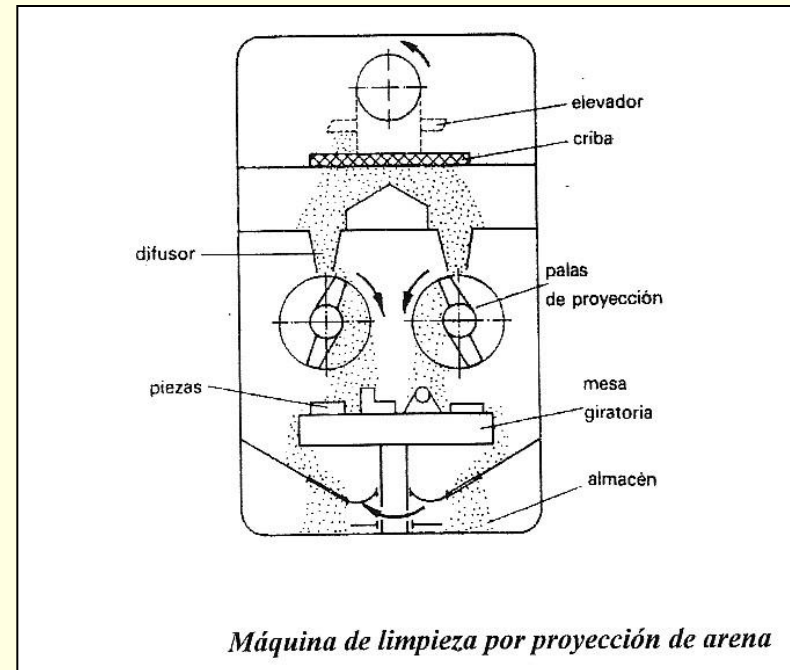 elevador
criba
difusor
palas
de proyección
piezas
mesa
giratoria
almacén
Máquina de limpieza por proyección de arena